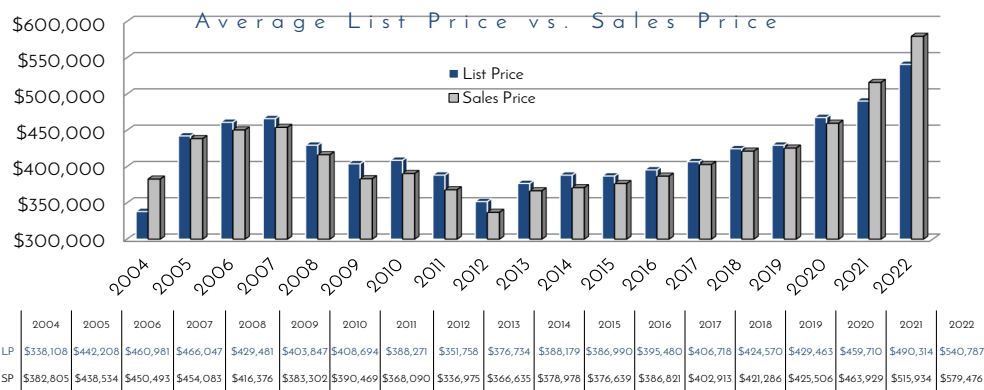 Average List Price vs. Sales Price
$600,000
$550,000
$500,000
$450,000
$400,000
$350,000
$300,000
List Price
Sales Price
2004 2005 2006 2007 2008 2009 2010 2011 2012 2013 2014 2015 2016 2017 2018 2019 2020 2021 2022
2004 2005 2006 2007 2008 2009 2010 2011 2012 2013 2014 2015 2016 2017 2018 2019 2020 2021 2022
LP $338,108 $442,208 $460,981 $466,047 $429,481 $403,847 $408,694 $388,271 $351,758 $376,734 $388,179 $386,990 $395,480 $406,718 $424,570 $429,463 $459,710 $490,314 $540,787
SP $382,805 $438,534 $450,493 $454,083 $416,376 $383,302 $390,469 $368,090 $336,975 $366,635 $378,978 $376,639 $386,821 $402,913 $421,286 $425,506 $463,929 $515,934 $579,476